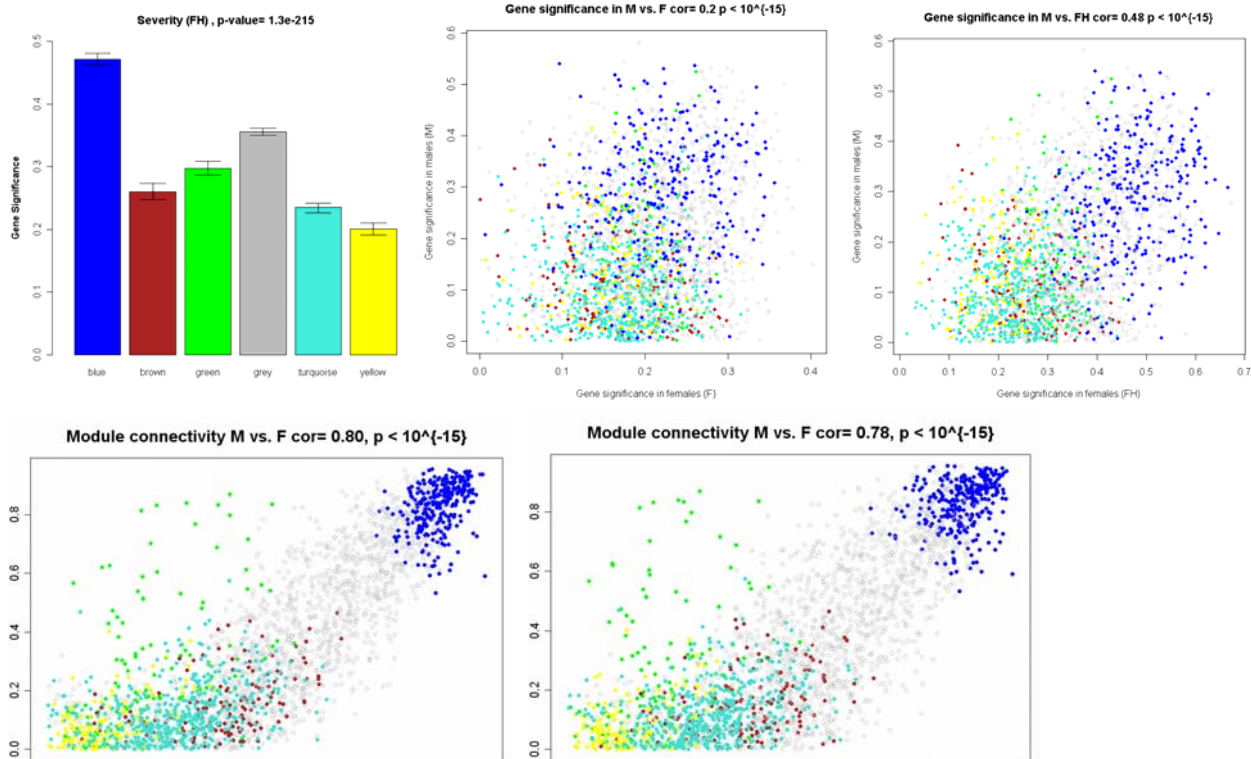 Severity (FH) , p-value= 1.3e-215
Gene Significance
0.0
0.1
0.2
0.3
0.4
0.5
blue
brown
green
grey
turquoise
yellow
Gene significance in M vs. F cor= 0.2 p < 10^{-15}
Gene significance in males (M)
0.0
0.1
0.2
0.3
0.4
0.5
0.6
0.0
0.1
0.2
0.3
0.4
Gene significance in females (F)
Gene significance in M vs. FH cor= 0.48 p < 10^{-15}
Gene significance in males (M)
0.0
0.1
0.2
0.3
0.4
0.5
0.6
0.0
0.1
0.2
0.3
0.4
0.5
0.6
0.7
Gene significance in females (FH)
Module connectivity M vs. F cor= 0.80, p < 10^{-15}
0.0
0.2
0.4
0.6
0.8
Module connectivity M vs. F cor= 0.78, p < 10^{-15}
0.0
0.2
0.4
0.6
0.8